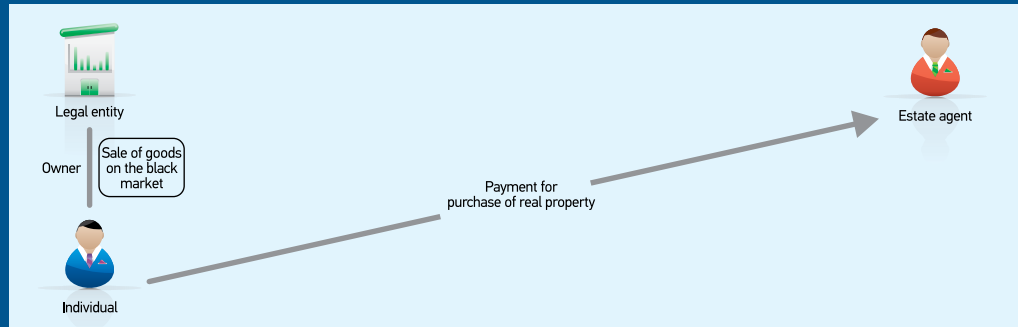 Legal entity
Estate agent
Owner
Sale of goods
on the black
market
Payment for
purchase of real property
Individual